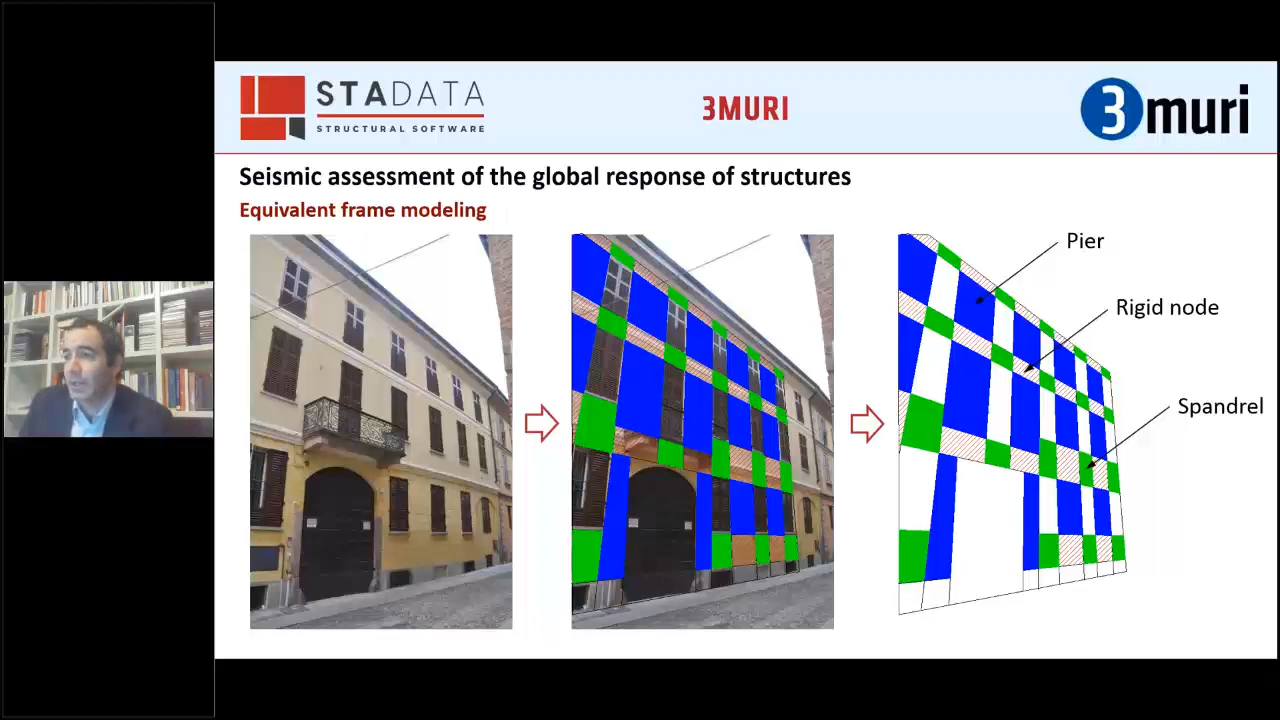 STADATA
STRUCTURAL SOFTWARE
3MURI
3muri
Seismic assessment of the global response of structures
Equivalent frame modeling
Pier
Rigid node
Spandrel